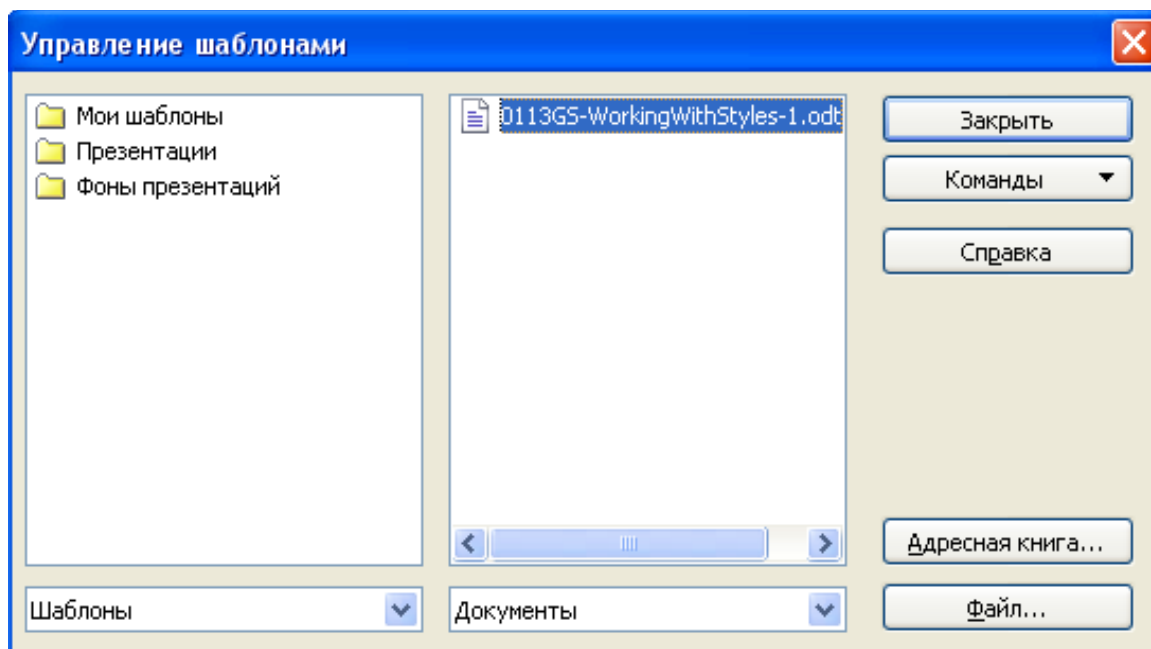 Управление шаблонами
Мои шаблоны
Презентации
Фоны презентаций
0113GS-WorkingWithStyles-1.odt
Закрыть
Команды
Справка
Адресная книга...
Шаблоны
Документы
Файл...